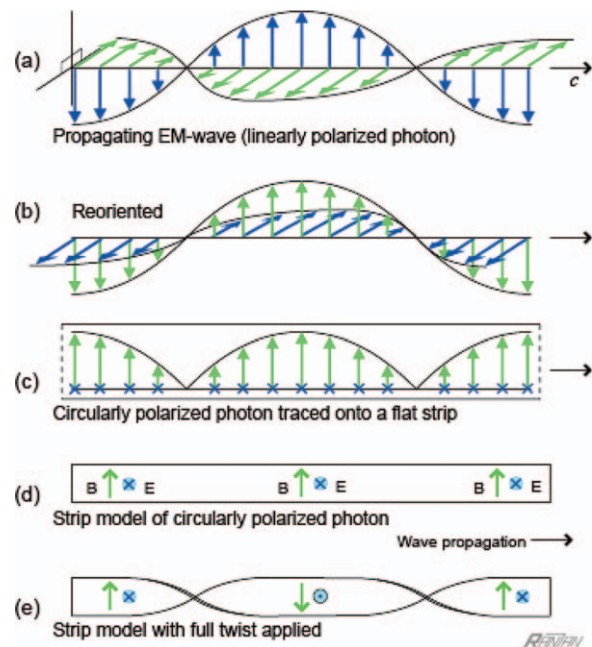 (a)
c
Propagating EM-wave (linearly polarized photon)
(b) Reoriented
(c)
Circularly polarized photon traced onto a flat strip
(d) B E B E B E
Strip model of circularly polarized photon
Wave propagation
(e)
Strip model with full twist applied